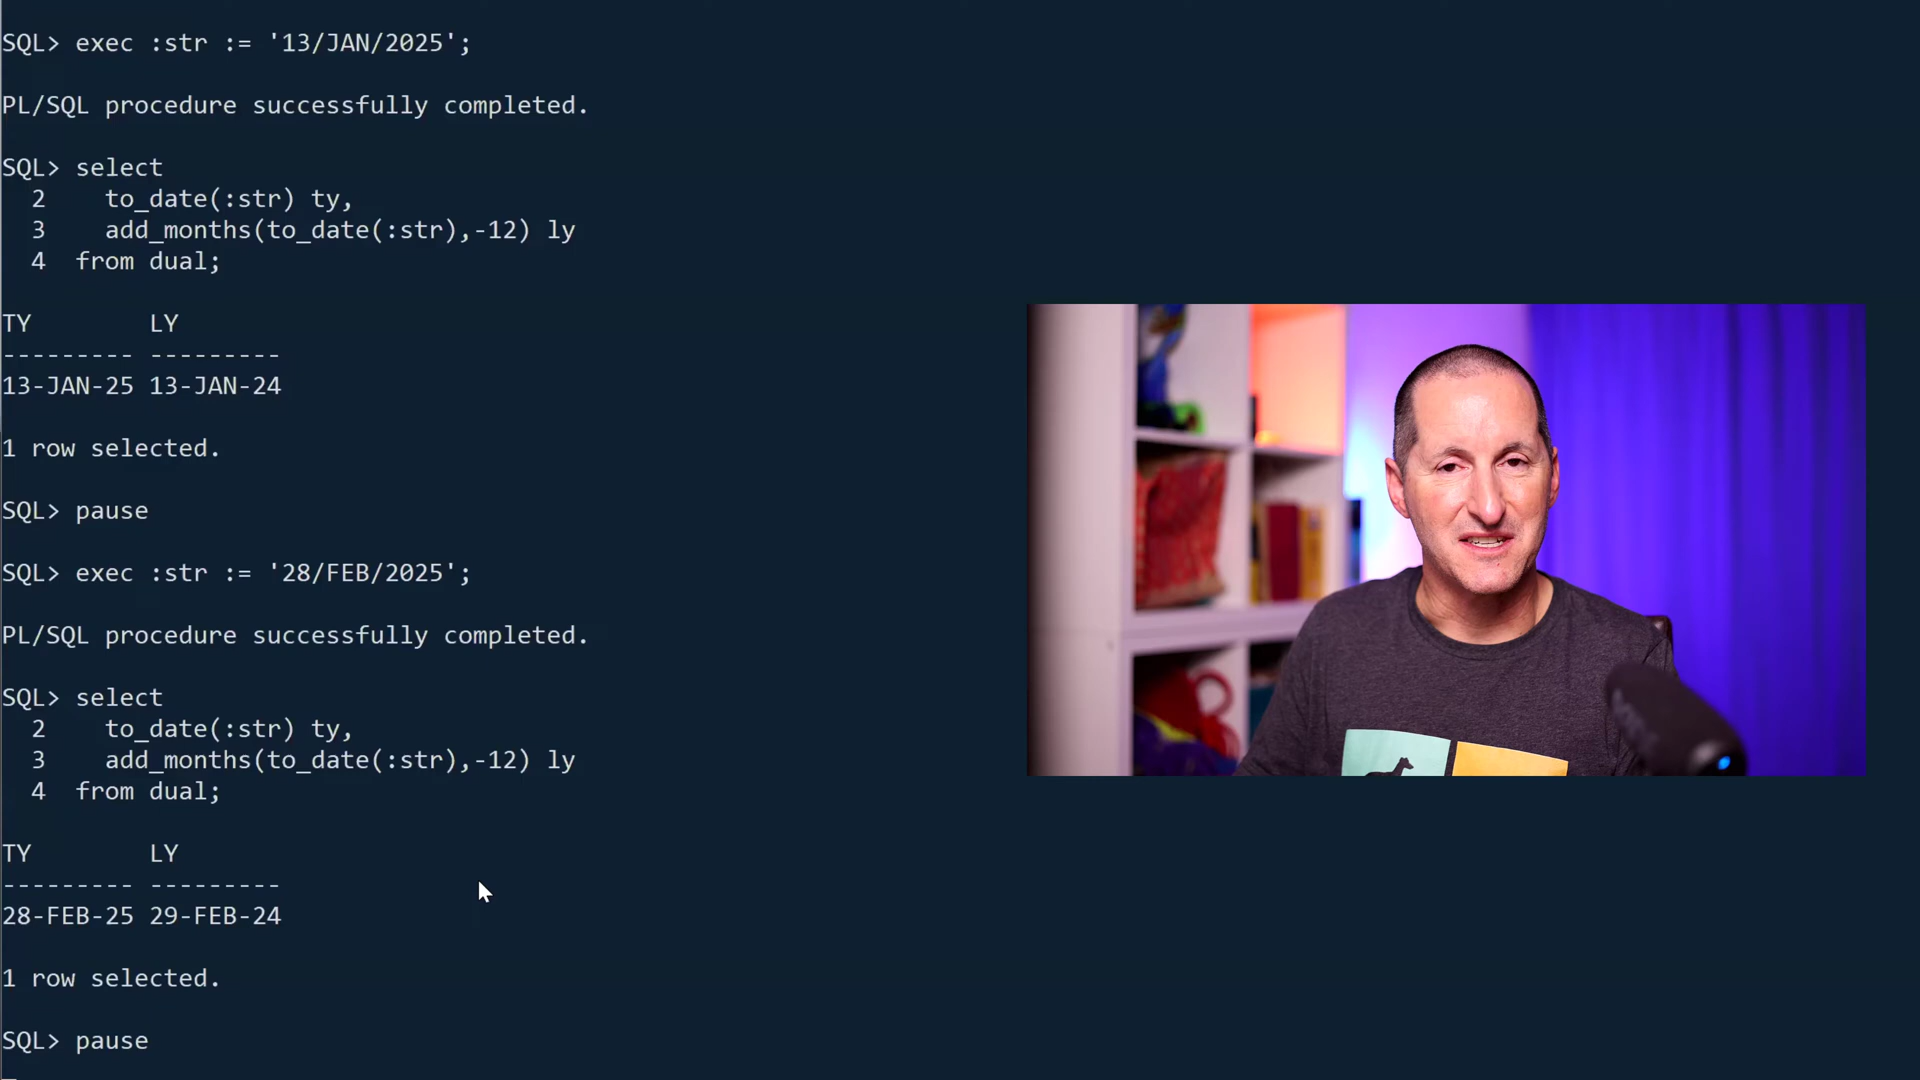 SQL> exec :str := '13/JAN/2025';
PL/SQL procedure successfully completed.
SQL> select
  2    to_date(:str) ty,
  3    add_months(to_date(:str),-12) ly
  4  from dual;
TY        LY
--------- ---------
13-JAN-25 13-JAN-24
1 row selected.
SQL> pause
SQL> exec :str := '28/FEB/2025';
PL/SQL procedure successfully completed.
SQL> select
  2    to_date(:str) ty,
  3    add_months(to_date(:str),-12) ly
  4  from dual;
TY        LY
--------- ---------
28-FEB-25 29-FEB-24
1 row selected.
SQL> pause